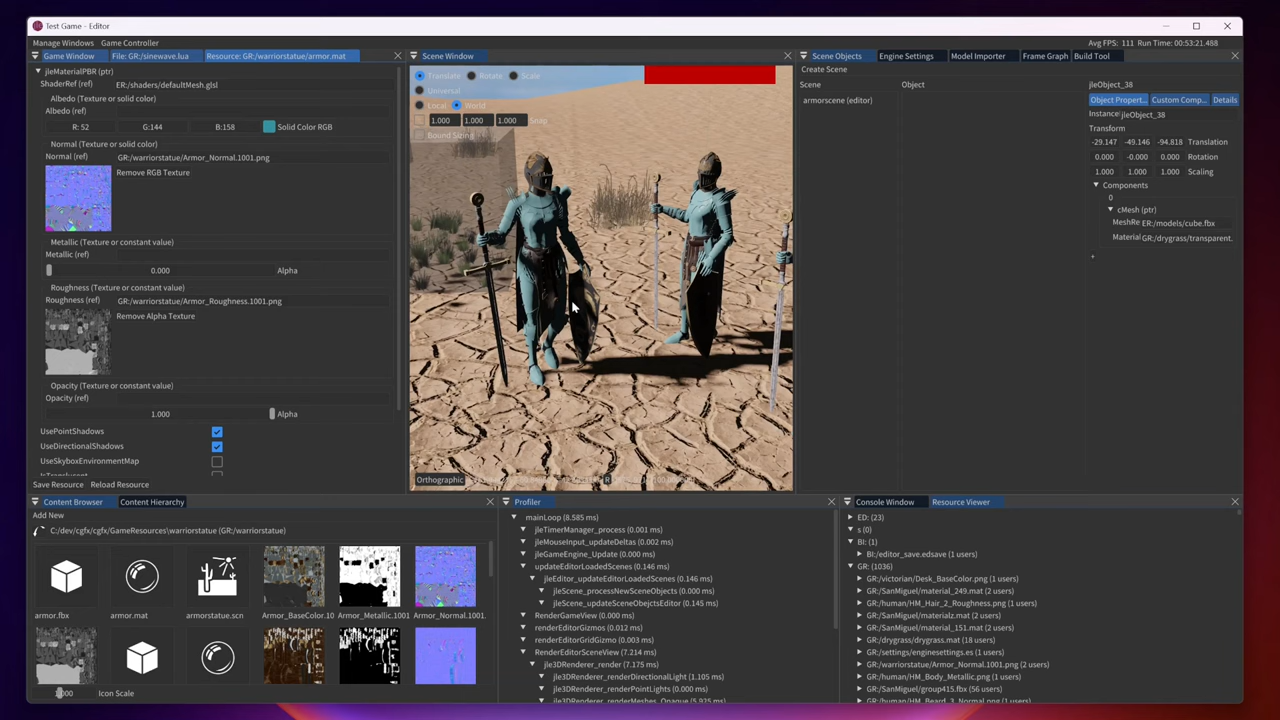 Test Game - Editor
Manage Windows Game Controller
Avg FPS: 111 Run Time: 00:53:21.488
Game Window File: GR:/sinewave.lua Resource: GR:/warriorstatue/armor.mat
jleMaterialPBR (ptr)
ShaderRef ER:/shaders/defaultMesh.glsl
Albedo (Texture or solid color)
Albedo (ref)
R: 52 G:144 B:158 Solid Color RGB
Normal (Texture or solid color)
Normal (ref) GR:/warriorstatue/Armor_Normal.1001.png
Remove RGB Texture
Metallic (Texture or constant value)
Metallic (ref)
0.000 Alpha
Roughness (Texture or constant value)
Roughness (ref) GR:/warriorstatue/Armor_Roughness.1001.png
Remove Alpha Texture
Opacity (Texture or constant value)
Opacity (ref)
1.000 Alpha
UsePointShadows
UseDirectionalShadows
UseSkyboxEnvironmentMap
Save Resource Reload Resource
Scene Window
Translate Rotate Scale
Universal
Local World
1.000 1.000 1.000 Snap
Bound Sizing
Orthographic
Scene Objects Engine Settings Model Importer Frame Graph Build Tool
Create Scene
Scene Object jleObject_38
armorscene (editor)
Object Propert... Custom Comp... Details
Instance jleObject_38
Transform
-29.147 -49.146 -94.818 Translation
0.000 -0.000 0.000 Rotation
1.000 1.000 1.000 Scaling
Components
0
cMesh (ptr)
MeshRe ER:/models/cube.fbx
Material GR:/drygrass/transparent.
+
Content Browser Content Hierarchy
Add New
C:/dev/cgfx/cgfx/GameResources/warriorstatue (GR:/warriorstatue)
armor.fbx armor.mat armorstatue.scn Armor_BaseColor.10 Armor_Metallic.1001 Armor_Normal.1001.
Icon Scale
Profiler
mainLoop (8.585 ms)
jleTimerManager_process (0.001 ms)
jleMouseInput_updateDeltas (0.002 ms)
jleGameEngine_Update (0.000 ms)
updateEditorLoadedScenes (0.146 ms)
jleEditor_updateEditorLoadedScenes (0.146 ms)
jleScene_processNewSceneObjects (0.000 ms)
jleScene_updateSceneObejctsEditor (0.145 ms)
RenderGameView (0.000 ms)
renderEditorGizmos (0.012 ms)
renderEditorGridGizmo (0.003 ms)
RenderEditorSceneView (7.214 ms)
jle3DRenderer_render (7.175 ms)
jle3DRenderer_renderDirectionalLight (1.105 ms)
jle3DRenderer_renderPointLights (0.000 ms)
jle3DRenderer_renderMeshes_Opaque (5.925 ms)
Console Window Resource Viewer
ED: (23)
s (0)
BI: (1)
BI:/editor_save.edsave (1 users)
GR: (1036)
GR:/victorian/Desk_BaseColor.png (1 users)
GR:/SanMiguel/material_249.mat (2 users)
GR:/human/HM_Hair_2_Roughness.png (1 users)
GR:/SanMiguel/materialz.mat (2 users)
GR:/SanMiguel/material_151.mat (2 users)
GR:/drygrass/drygrass.mat (18 users)
GR:/settings/enginesettings.es (1 users)
GR:/warriorstatue/Armor_Normal.1001.png (2 users)
GR:/human/HM_Body_Metallic.png (1 users)
GR:/SanMiguel/group415.fbx (56 users)
GR:/human/HM_Beard_3_Normal.png (1 users)